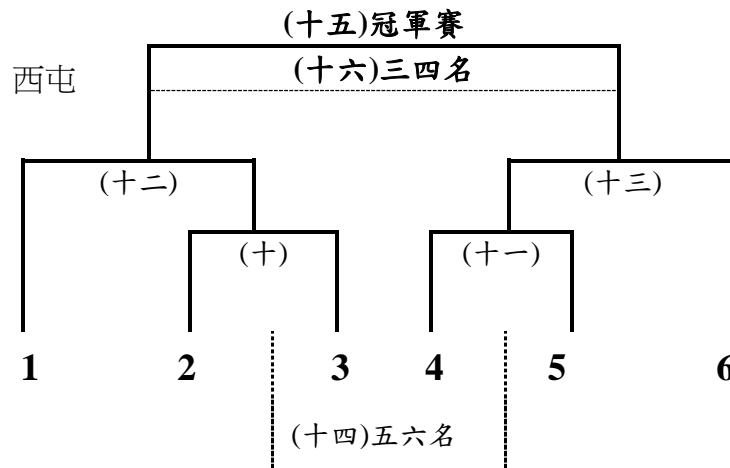 (十五)冠軍賽
西屯
(十六)三四名
(十二)
(十三)
(十)
(十一)
1 2 3 4 5 6
(十四)五六名